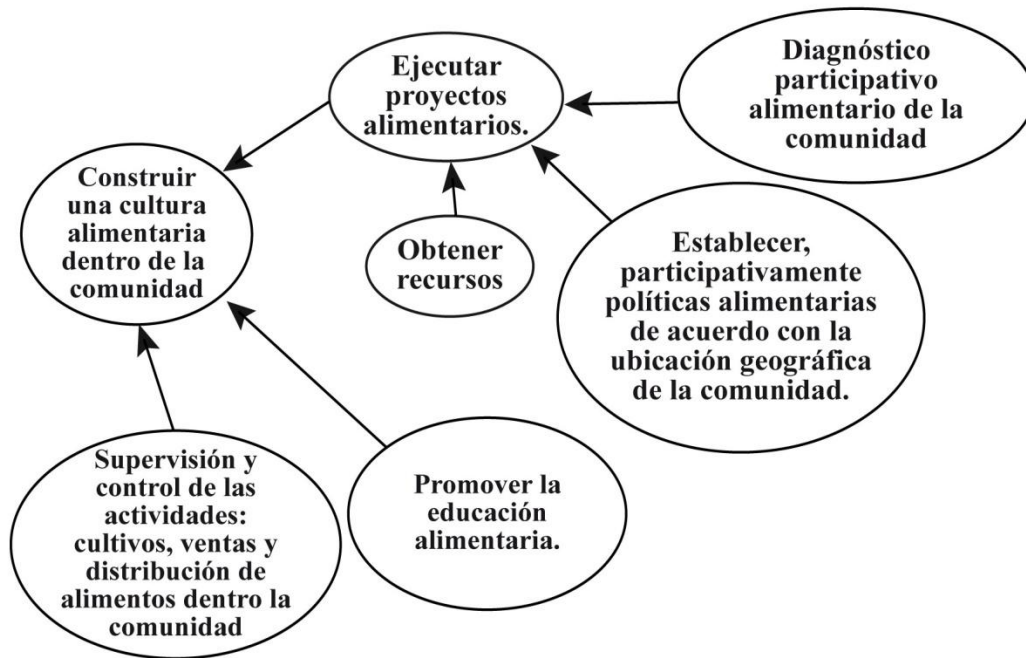 Ejecutar
proyectos
alimentarios.
Diagnóstico
participativo
alimentario de la
comunidad
Construir
una cultura
alimentaria
dentro de la
comunidad
Obtener
recursos
Establecer,
participativamente
políticas alimentarias
de acuerdo con la
ubicación geográfica
de la comunidad.
Supervisión y
control de las
actividades:
cultivos, ventas y
distribución de
alimentos dentro la
comunidad
Promover la
educación
alimentaria.